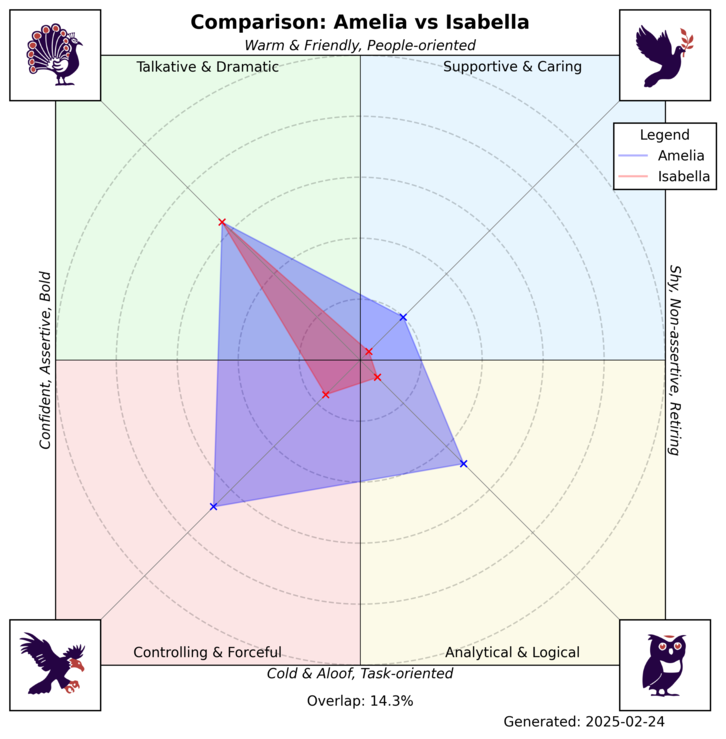 Comparison: Amelia vs Isabella
Warm & Friendly, People-oriented
Talkative & Dramatic
Supportive & Caring
Legend
Amelia
Isabella
Confident, Assertive, Bold
Shy, Non-assertive, Retiring
Controlling & Forceful
Analytical & Logical
Cold & Aloof, Task-oriented
Overlap: 14.3%
Generated: 2025-02-24